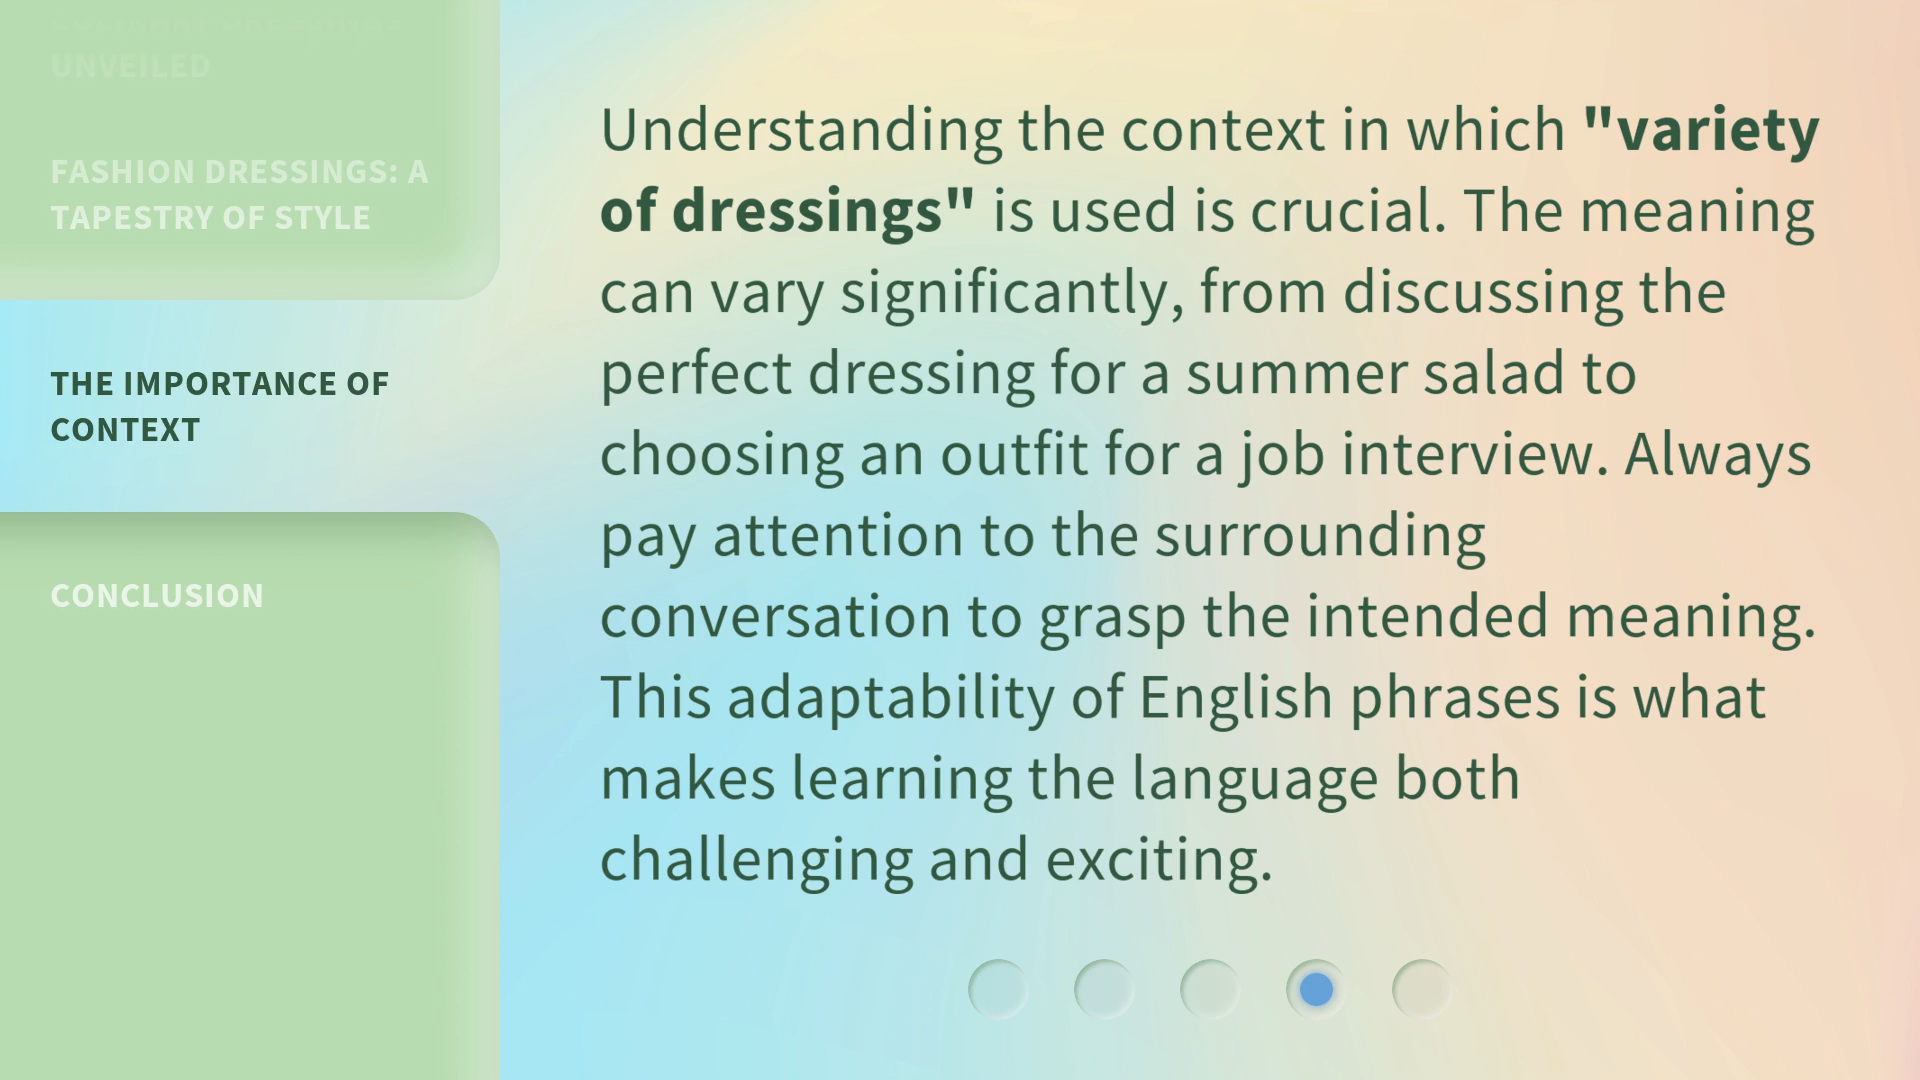 UNVEILED
FASHION DRESSINGS: A
TAPESTRY OF STYLE
THE IMPORTANCE OF
CONTEXT
CONCLUSION
Understanding the context in which "variety
of dressings" is used is crucial. The meaning
can vary significantly, from discussing the
perfect dressing for a summer salad to
choosing an outfit for a job interview. Always
pay attention to the surrounding
conversation to grasp the intended meaning.
This adaptability of English phrases is what
makes learning the language both
challenging and exciting.